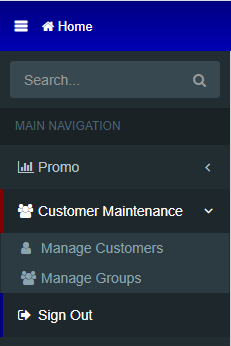 Home
Search...
MAIN NAVIGATION
Promo
Customer Maintenance
Manage Customers
Manage Groups
Sign Out